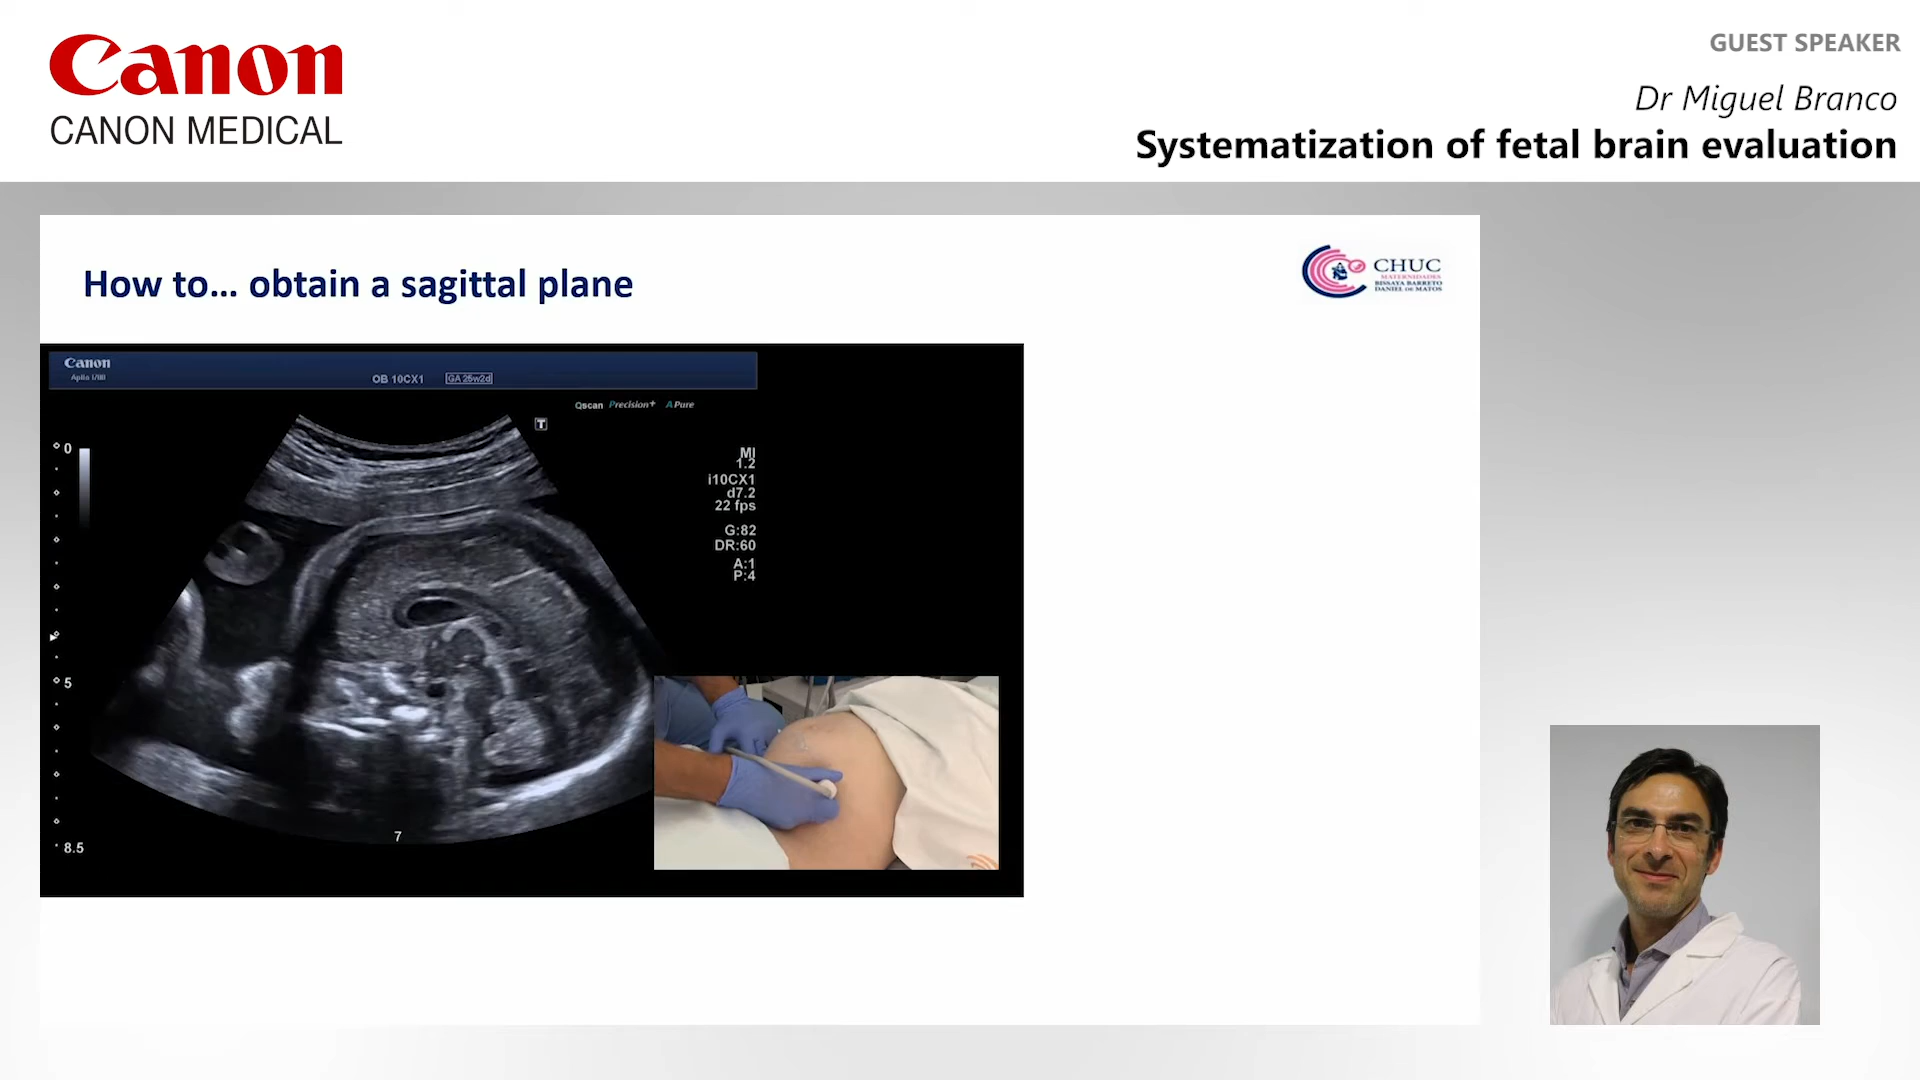 Canon
CANON MEDICAL
GUEST SPEAKER
Dr Miguel Branco
Systematization of fetal brain evaluation
How to... obtain a sagittal plane
CHUC
MATERNIDADES
BISSAYA BARRETO
DANIEL DE MATOS
Canon
Aplio i/III
OB 10CX1
GA 25w2d
Qscan Precision+ A Pure
T
MI
1.2
i10CX1
d7.2
22 fps
G:82
DR:60
A:1
P:4
0
5
8.5
7